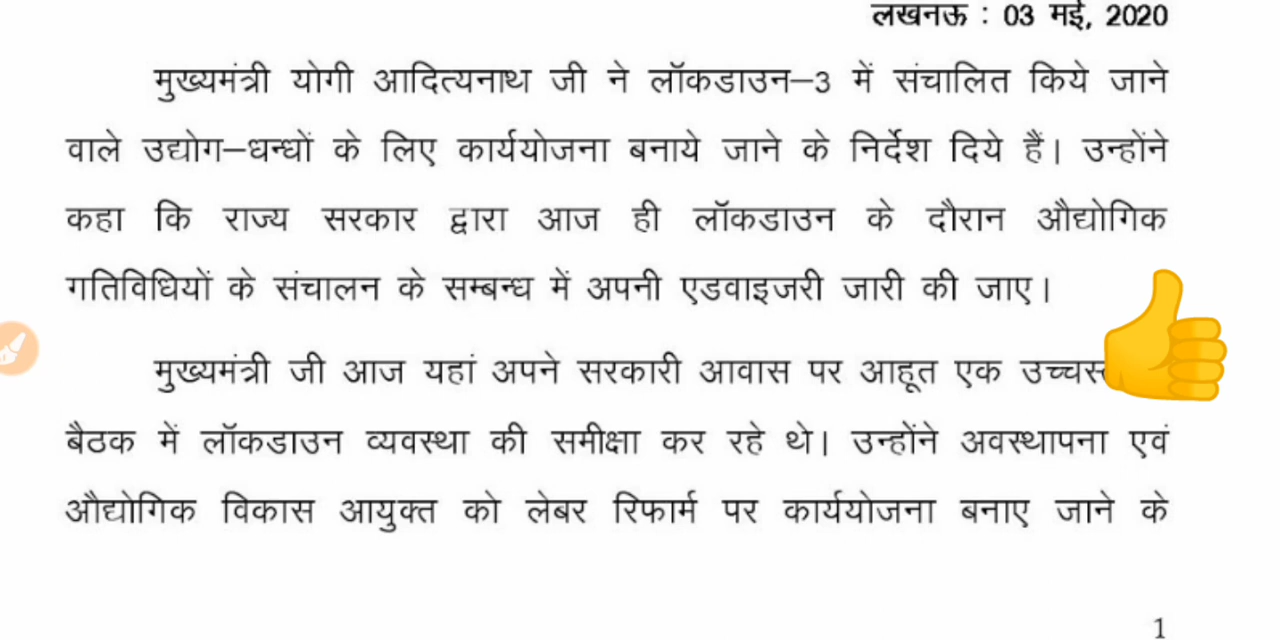 लखनऊ : 03 मई, 2020
मुख्यमंत्री योगी आदित्यनाथ जी ने लॉकडाउन–3 में संचालित किये जाने
वाले उद्योग–धन्धों के लिए कार्ययोजना बनाये जाने के निर्देश दिये हैं। उन्होंने
कहा कि राज्य सरकार द्वारा आज ही लॉकडाउन के दौरान औद्योगिक
गतिविधियों के संचालन के सम्बन्ध में अपनी एडवाइजरी जारी की जाए।
मुख्यमंत्री जी आज यहां अपने सरकारी आवास पर आहूत एक
बैठक में लॉकडाउन व्यवस्था की समीक्षा कर रहे थे। उन्होंने अवस्थापना एवं
औद्योगिक विकास आयुक्त को लेबर रिफार्म पर कार्ययोजना बनाए जाने के
1